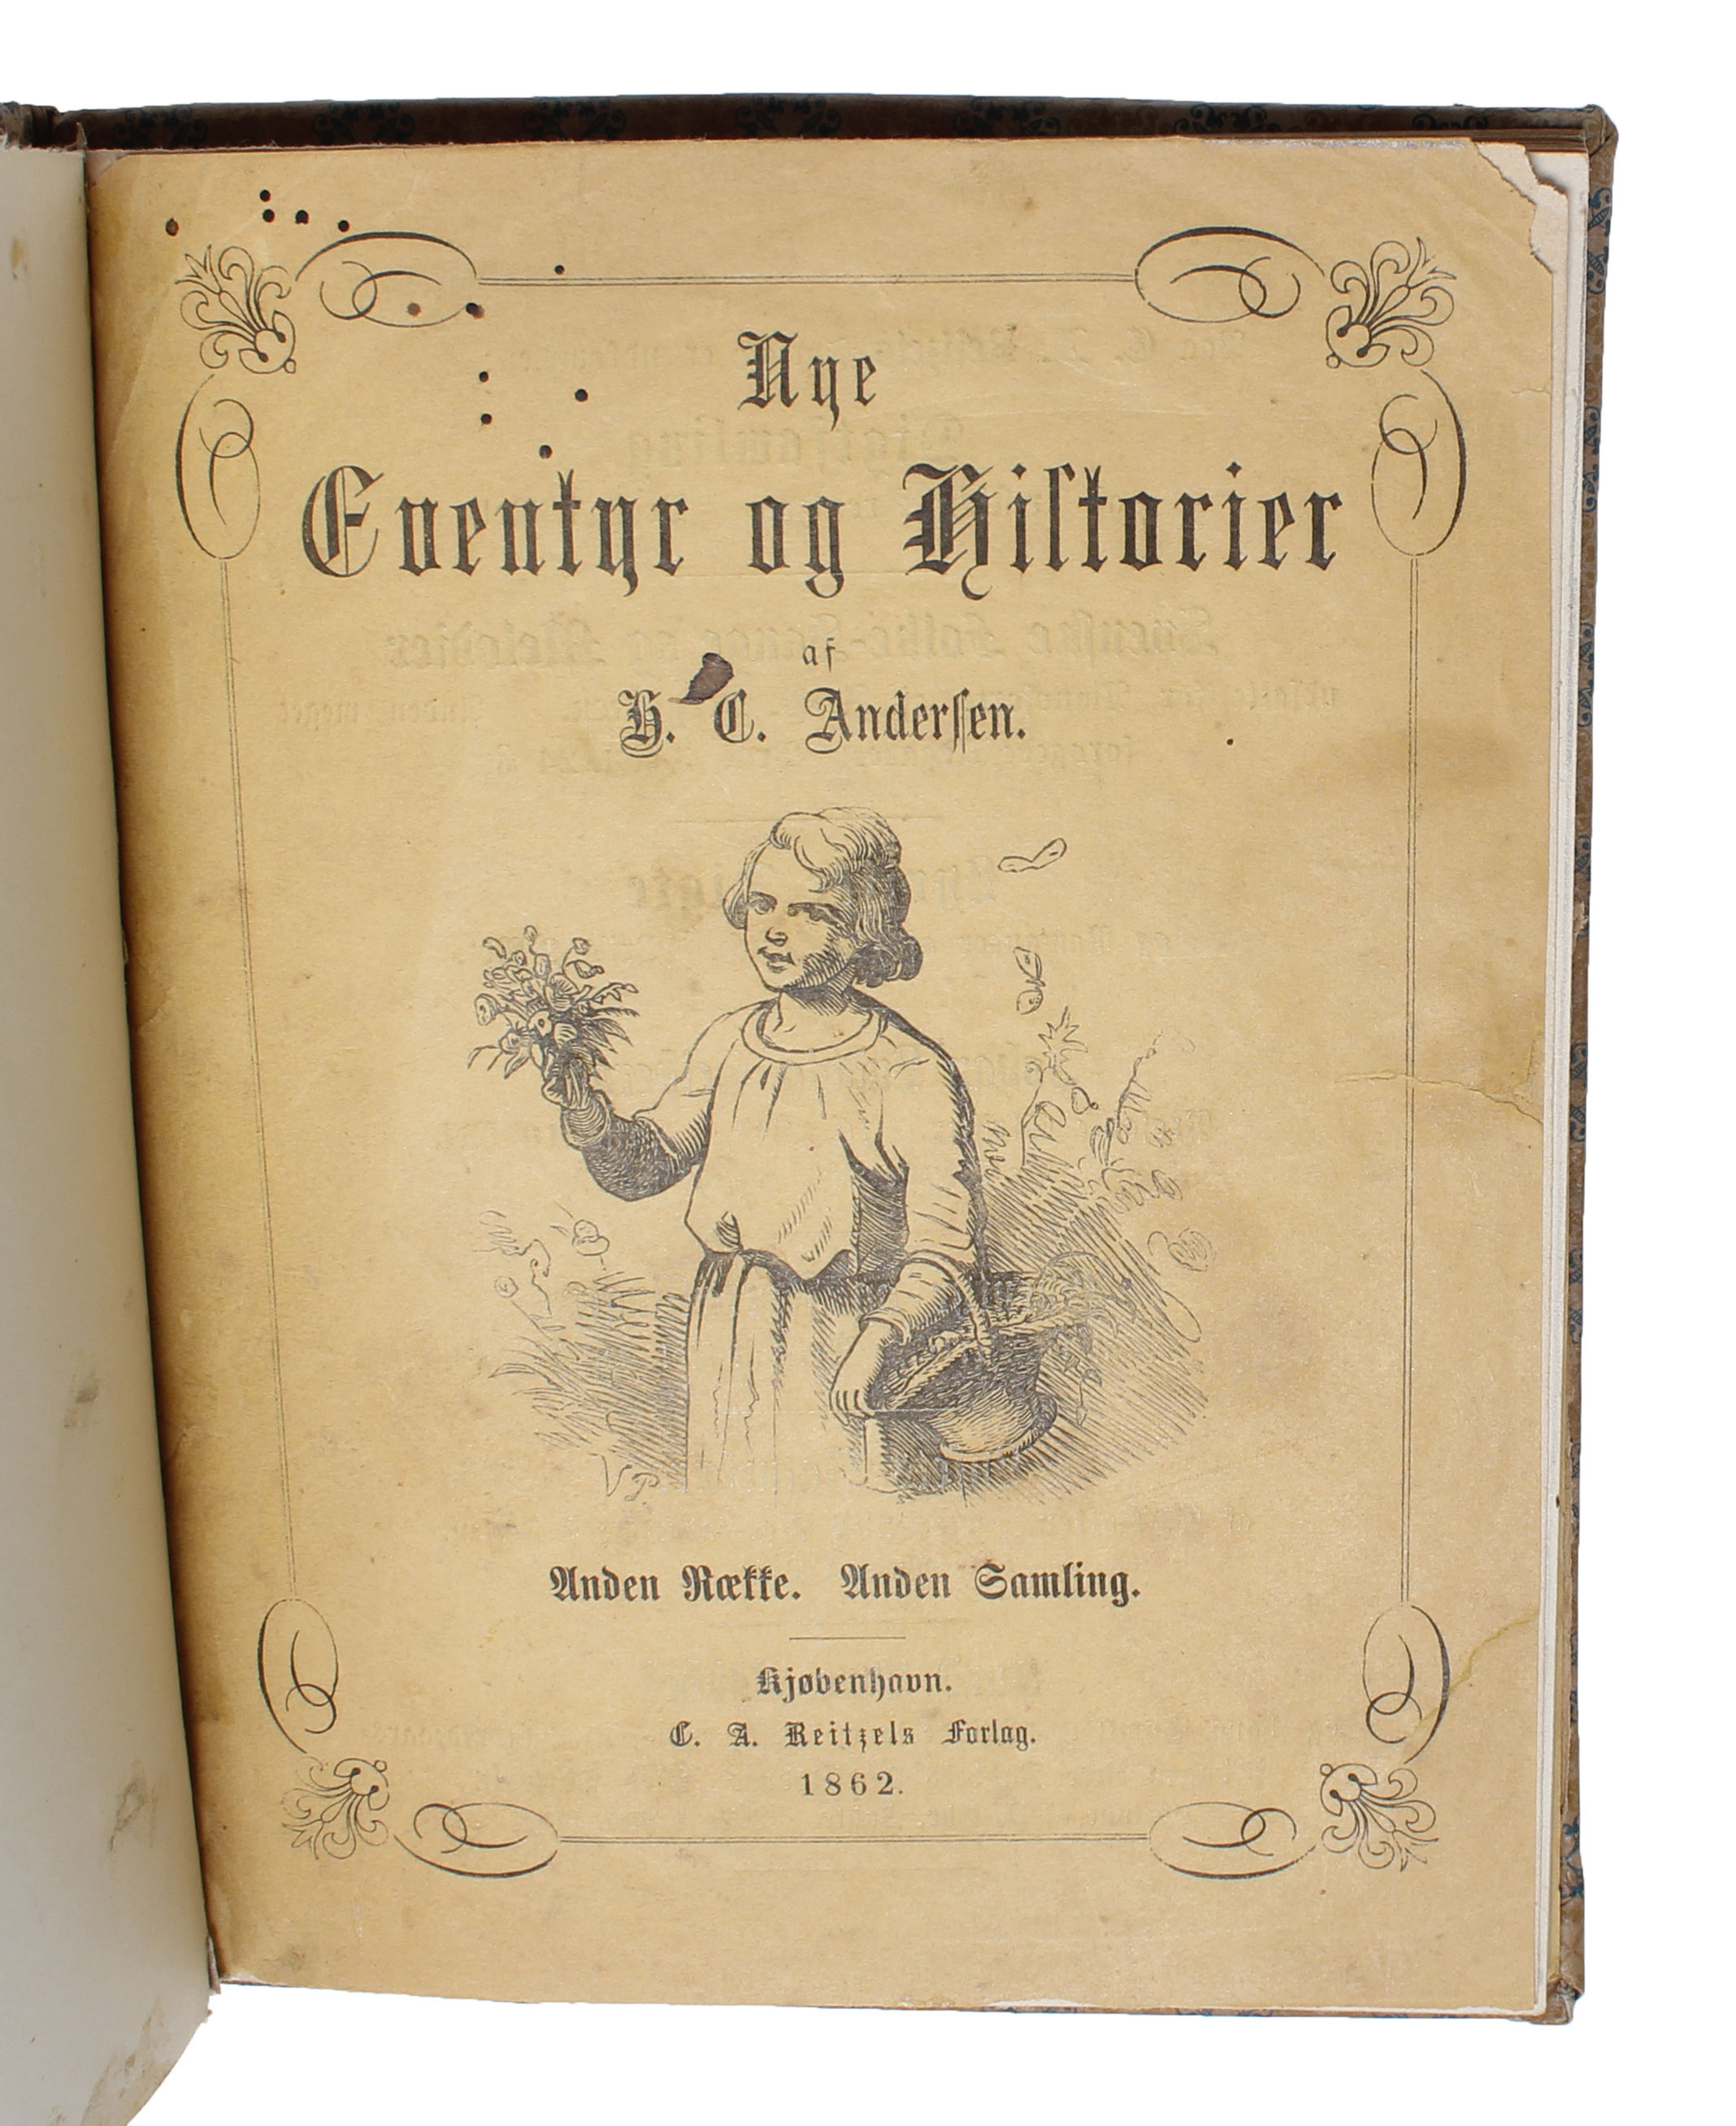 Nye
Eventyr og Hiſtorier
af
H. C. Anderſen.
V P.
Anden Række. Anden Samling.
Kjøbenhavn.
C. A. Reitzels Forlag.
1862.